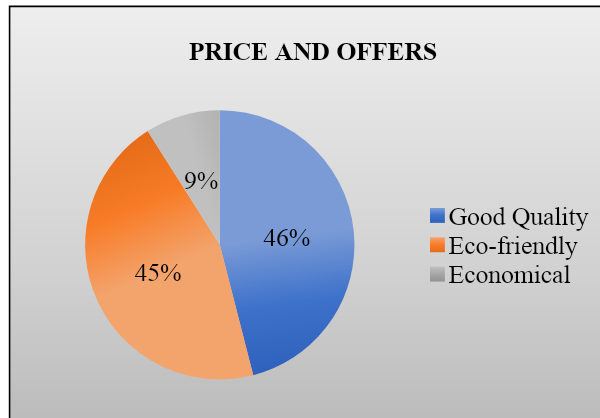 PRICE AND OFFERS
9%
46%
45%
Good Quality
Eco-friendly
Economical